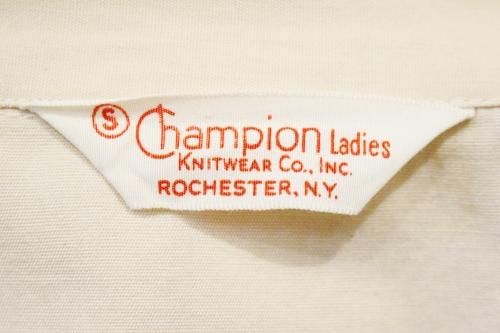 S Champion Ladies
KNITWEAR CO., INC.
ROCHESTER, N.Y.